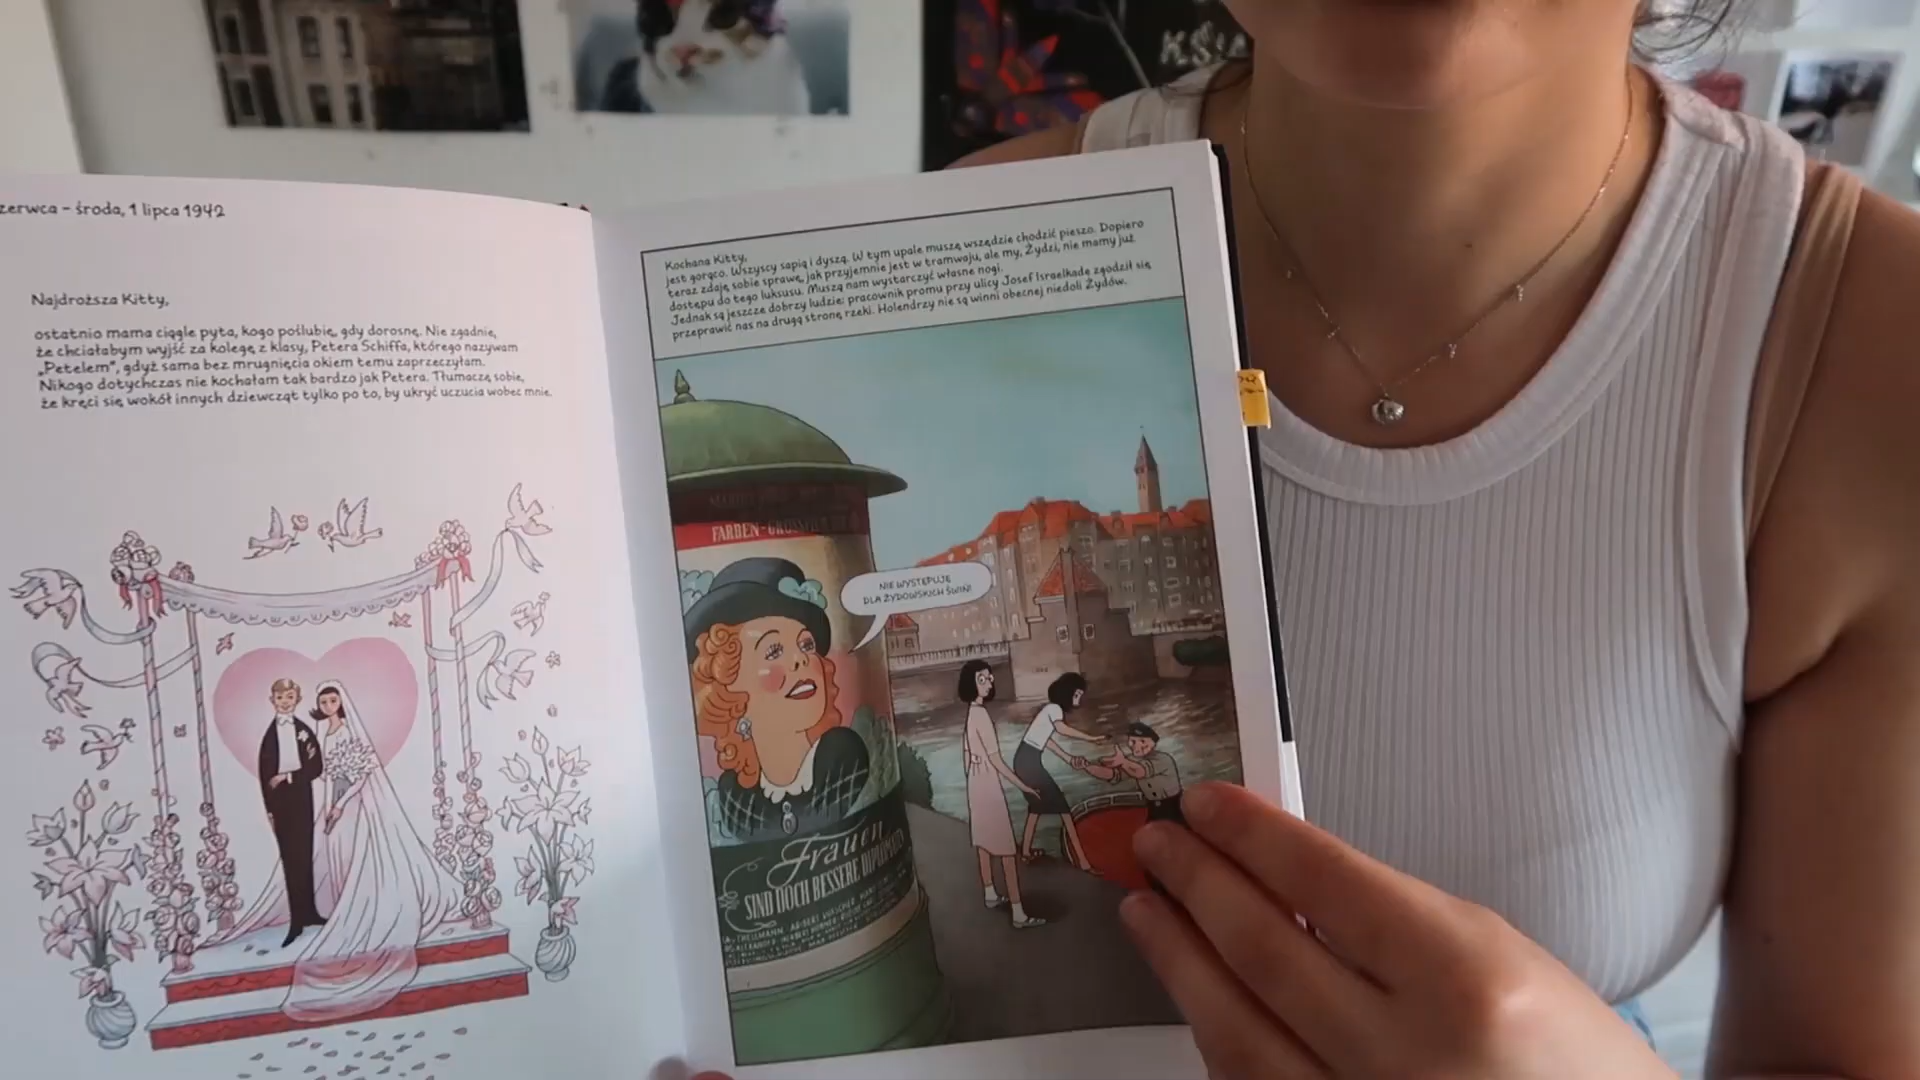 KSIĄ
zerwca – środa, 1 lipca 1942
Najdroższa Kitty,
ostatnio mama ciągle pyta, kogo poślubię, gdy dorosnę. Nie zgadnie,
że chciałabym wyjść za kolegę z klasy, Petera Schiffa, którego nazywam
„Petelem”, gdyż sama bez mrugnięcia okiem temu zaprzeczyłam.
Nikogo dotychczas nie kochałam tak bardzo jak Petera. Tłumaczę sobie,
że kręci się wokół innych dziewcząt tylko po to, by ukryć uczucia wobec mnie.
Kochana Kitty,
jest gorąco. Wszyscy sapią i dyszą. W tym upale muszę wszędzie chodzić pieszo. Dopiero
teraz zdaję sobie sprawę, jak przyjemnie jest w tramwaju, ale my, Żydzi, nie mamy już
dostępu do tego luksusu. Muszą nam wystarczyć własne nogi.
Jednak są jeszcze dobrzy ludzie: pracownik promu przy ulicy Josef Israelkade zgodził się
przeprawić nas na drugą stronę rzeki. Holendrzy nie są winni obecnej niedoli Żydów.
FARBEN-
NIE WYSTĘPUJĘ
DLA ŻYDOWSKICH ŚWIŃ!
Frauen
SIND DOCH BESSERE DIPLOMATEN